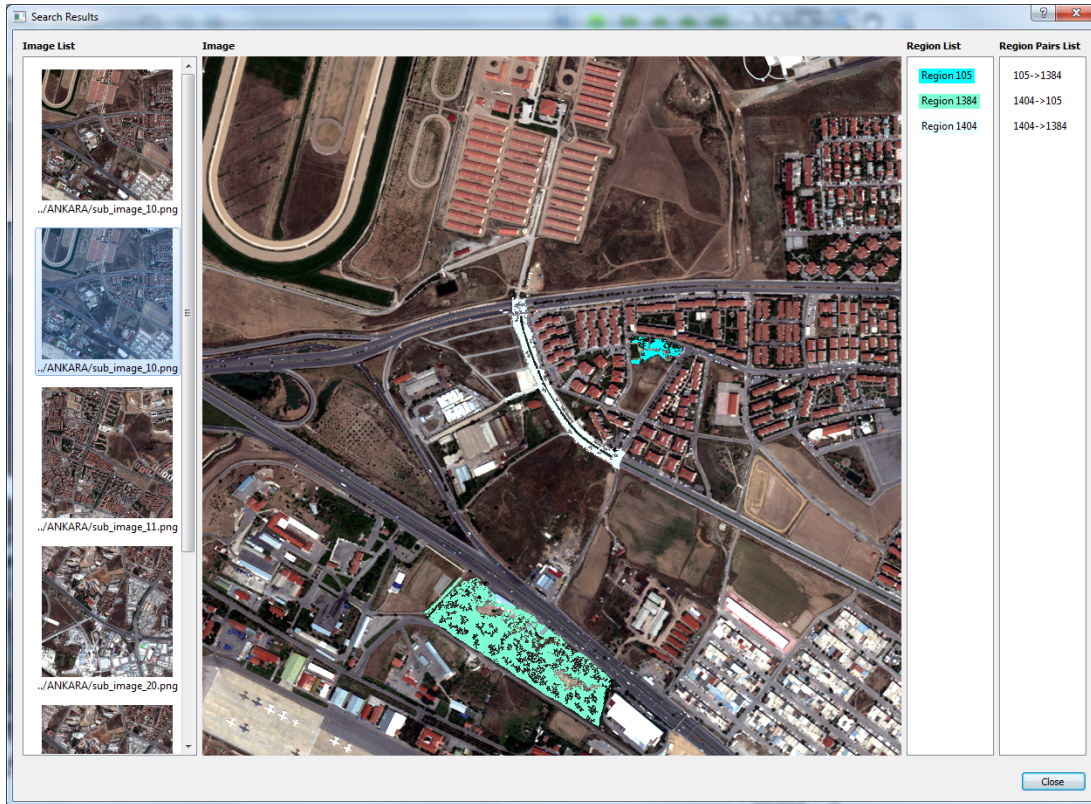 Search Results
Image List
Image
Region List
Region Pairs List
../ANKARA/sub_image_10.png
../ANKARA/sub_image_10.png
../ANKARA/sub_image_11.png
../ANKARA/sub_image_20.png
Region 105
Region 1384
Region 1404
105->1384
1404->105
1404->1384
Close